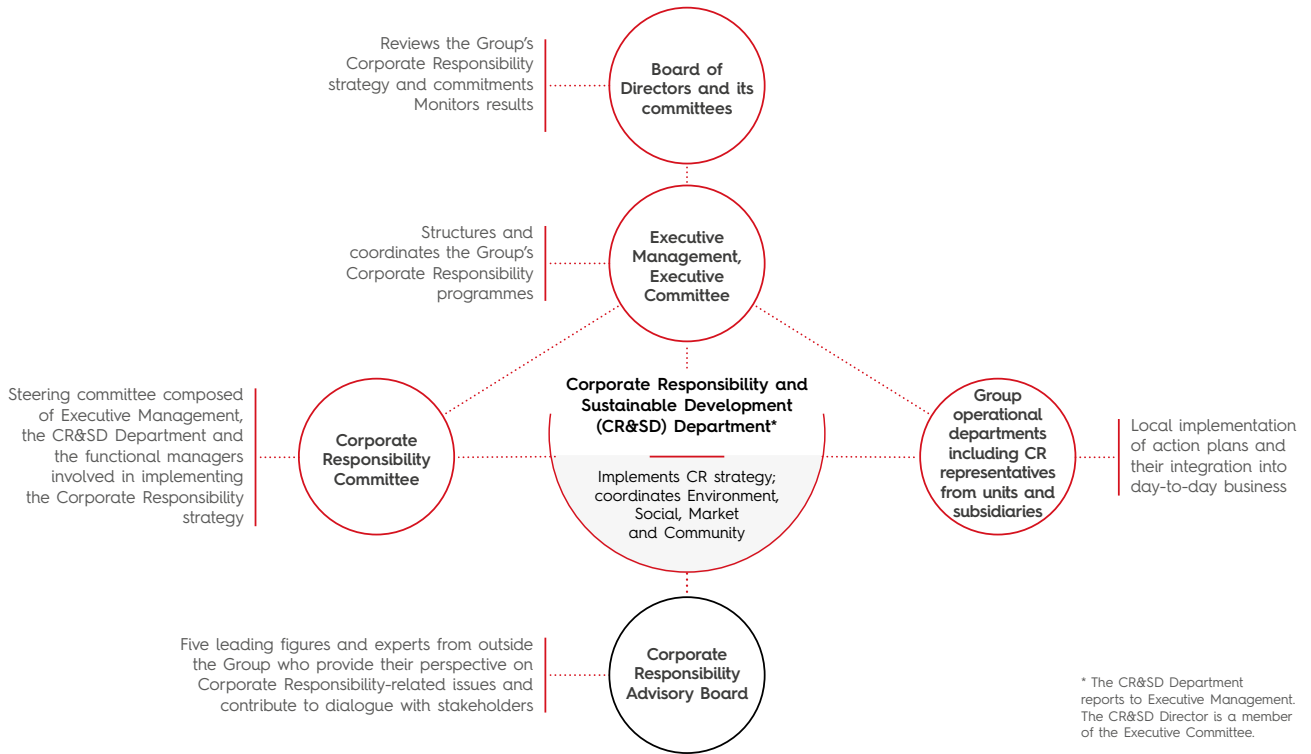 Reviews the Group's
Corporate Responsibility
strategy and commitments
Monitors results
Board of
Directors and its
committees
Structures and
coordinates the Group's
Corporate Responsibility
programmes
Executive
Management,
Executive
Committee
Steering committee composed
of Executive Management,
the CR&SD Department and
the functional managers
involved in implementing
the Corporate Responsibility
strategy
Corporate
Responsibility
Committee
Corporate Responsibility and
Sustainable Development
(CR&SD) Department*
Implements CR strategy;
coordinates Environment,
Social, Market
and Community
Group
operational
departments
including CR
representatives
from units and
subsidiaries
Local implementation
of action plans and
their integration into
day-to-day business
Five leading figures and experts from outside
the Group who provide their perspective on
Corporate Responsibility-related issues and
contribute to dialogue with stakeholders
Corporate
Responsibility
Advisory Board
* The CR&SD Department
reports to Executive Management.
The CR&SD Director is a member
of the Executive Committee.